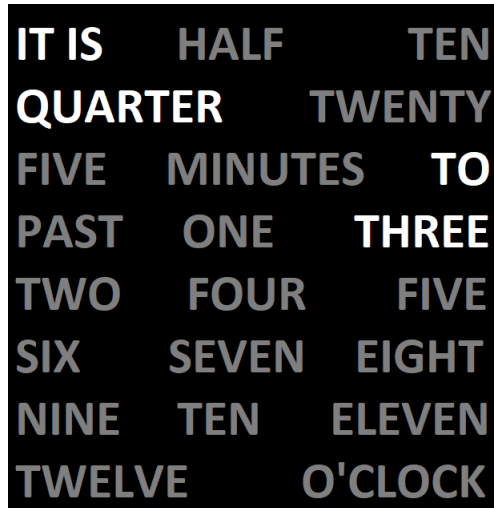 IT IS HALF TEN
QUARTER TWENTY
FIVE MINUTES TO
PAST ONE THREE
TWO FOUR FIVE
SIX SEVEN EIGHT
NINE TEN ELEVEN
TWELVE O'CLOCK